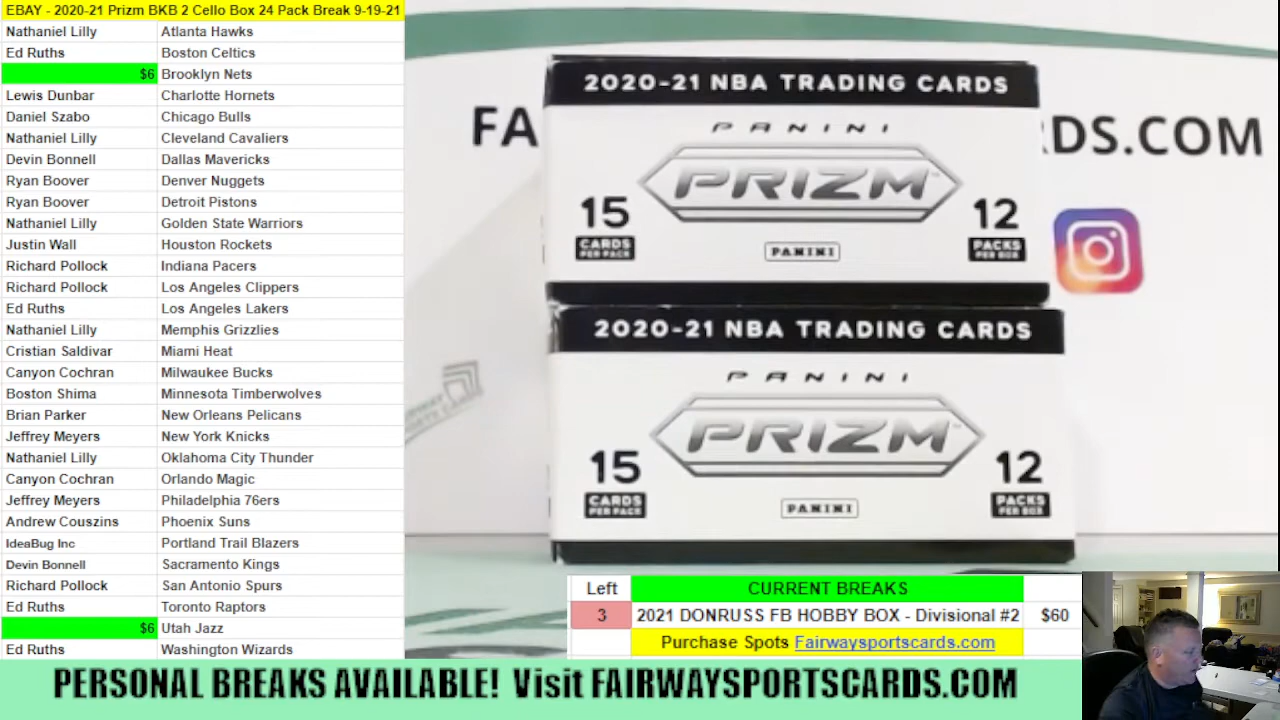 EBAY - 2020-21 Prizm BKB 2 Cello Box 24 Pack Break 9-19-21
Nathaniel Lilly Atlanta Hawks
Ed Ruths Boston Celtics
$6 Brooklyn Nets
Lewis Dunbar Charlotte Hornets
Daniel Szabo Chicago Bulls
Nathaniel Lilly Cleveland Cavaliers
Devin Bonnell Dallas Mavericks
Ryan Boover Denver Nuggets
Ryan Boover Detroit Pistons
Nathaniel Lilly Golden State Warriors
Justin Wall Houston Rockets
Richard Pollock Indiana Pacers
Richard Pollock Los Angeles Clippers
Ed Ruths Los Angeles Lakers
Nathaniel Lilly Memphis Grizzlies
Cristian Saldivar Miami Heat
Canyon Cochran Milwaukee Bucks
Boston Shima Minnesota Timberwolves
Brian Parker New Orleans Pelicans
Jeffrey Meyers New York Knicks
Nathaniel Lilly Oklahoma City Thunder
Canyon Cochran Orlando Magic
Jeffrey Meyers Philadelphia 76ers
Andrew Couszins Phoenix Suns
IdeaBug Inc Portland Trail Blazers
Devin Bonnell Sacramento Kings
Richard Pollock San Antonio Spurs
Ed Ruths Toronto Raptors
$6 Utah Jazz
Ed Ruths Washington Wizards
FA
RDS.COM
2020-21 NBA TRADING CARDS
PANINI
PRIZM
15
CARDS
PER PACK
12
PACKS
PER BOX
PANINI
2020-21 NBA TRADING CARDS
PANINI
PRIZM
15
CARDS
PER PACK
12
PACKS
PER BOX
PANINI
Left CURRENT BREAKS
3 2021 DONRUSS FB HOBBY BOX - Divisional #2 $60
Purchase Spots Fairwaysportscards.com
PERSONAL BREAKS AVAILABLE! Visit FAIRWAYSPORTSCARDS.COM